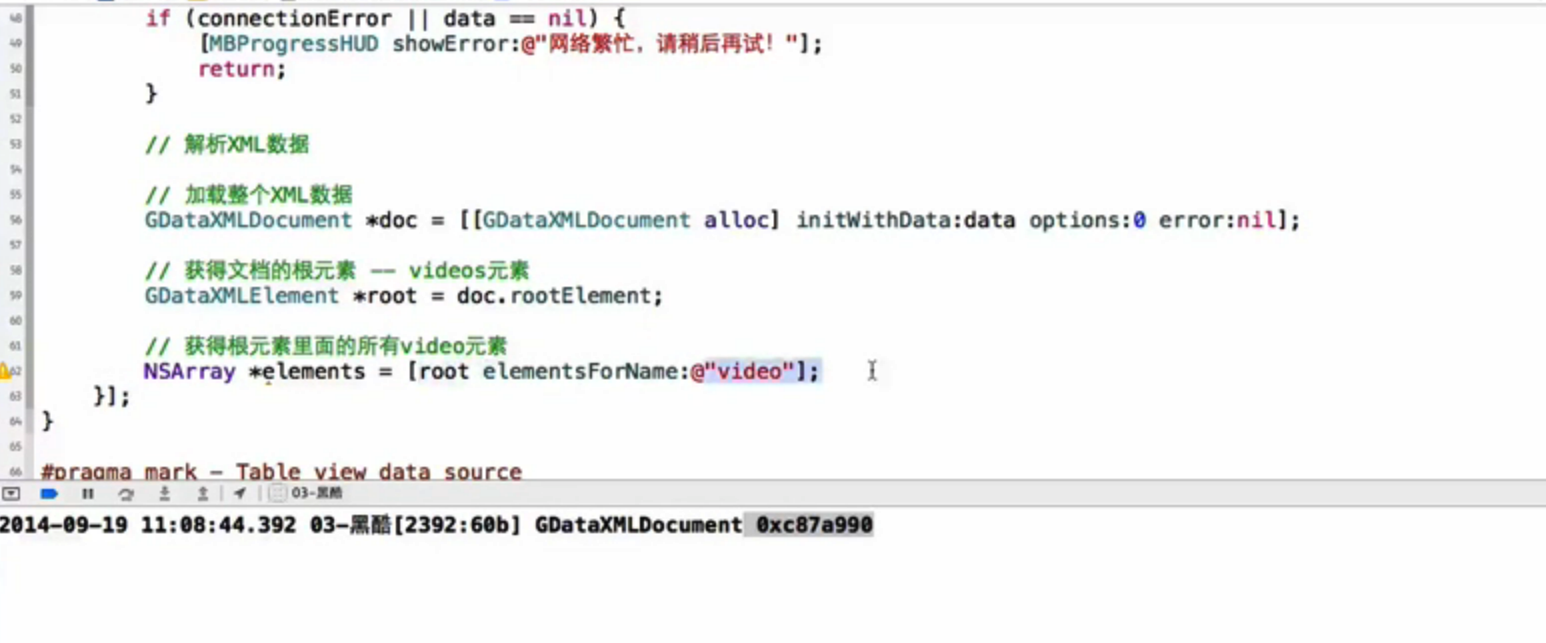 48 if (connectionError || data == nil) {
49 [MBProgressHUD showError:@"网络繁忙，请稍后再试！"];
50 return;
51 }
52
53 // 解析XML数据
54
55 // 加载整个XML数据
56 GDataXMLDocument *doc = [[GDataXMLDocument alloc] initWithData:data options:0 error:nil];
57
58 // 获得文档的根元素 -- videos元素
59 GDataXMLElement *root = doc.rootElement;
60
61 // 获得根元素里面的所有video元素
62 NSArray *elements = [root elementsForName:@"video"];
63 }];
64 }
65
66 #pragma mark - Table view data source
03-黑酷
2014-09-19 11:08:44.392 03-黑酷[2392:60b] GDataXMLDocument 0xc87a990